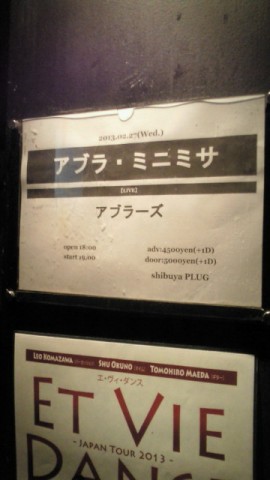 2013.02.27(Wed.)
アブラ・ミニミサ
[LIVE]
アブラーズ
open 18:00
start 19:00
adv:4500yen(+1D)
door:5000yen(+1D)
shibuya PLUG
LEO KOMAZAWA SHU OKUNO TOMOHIRO MAEDA
エ・ヴィ・ダンス
ET VIE
- JAPAN TOUR 2013 -
DANSE